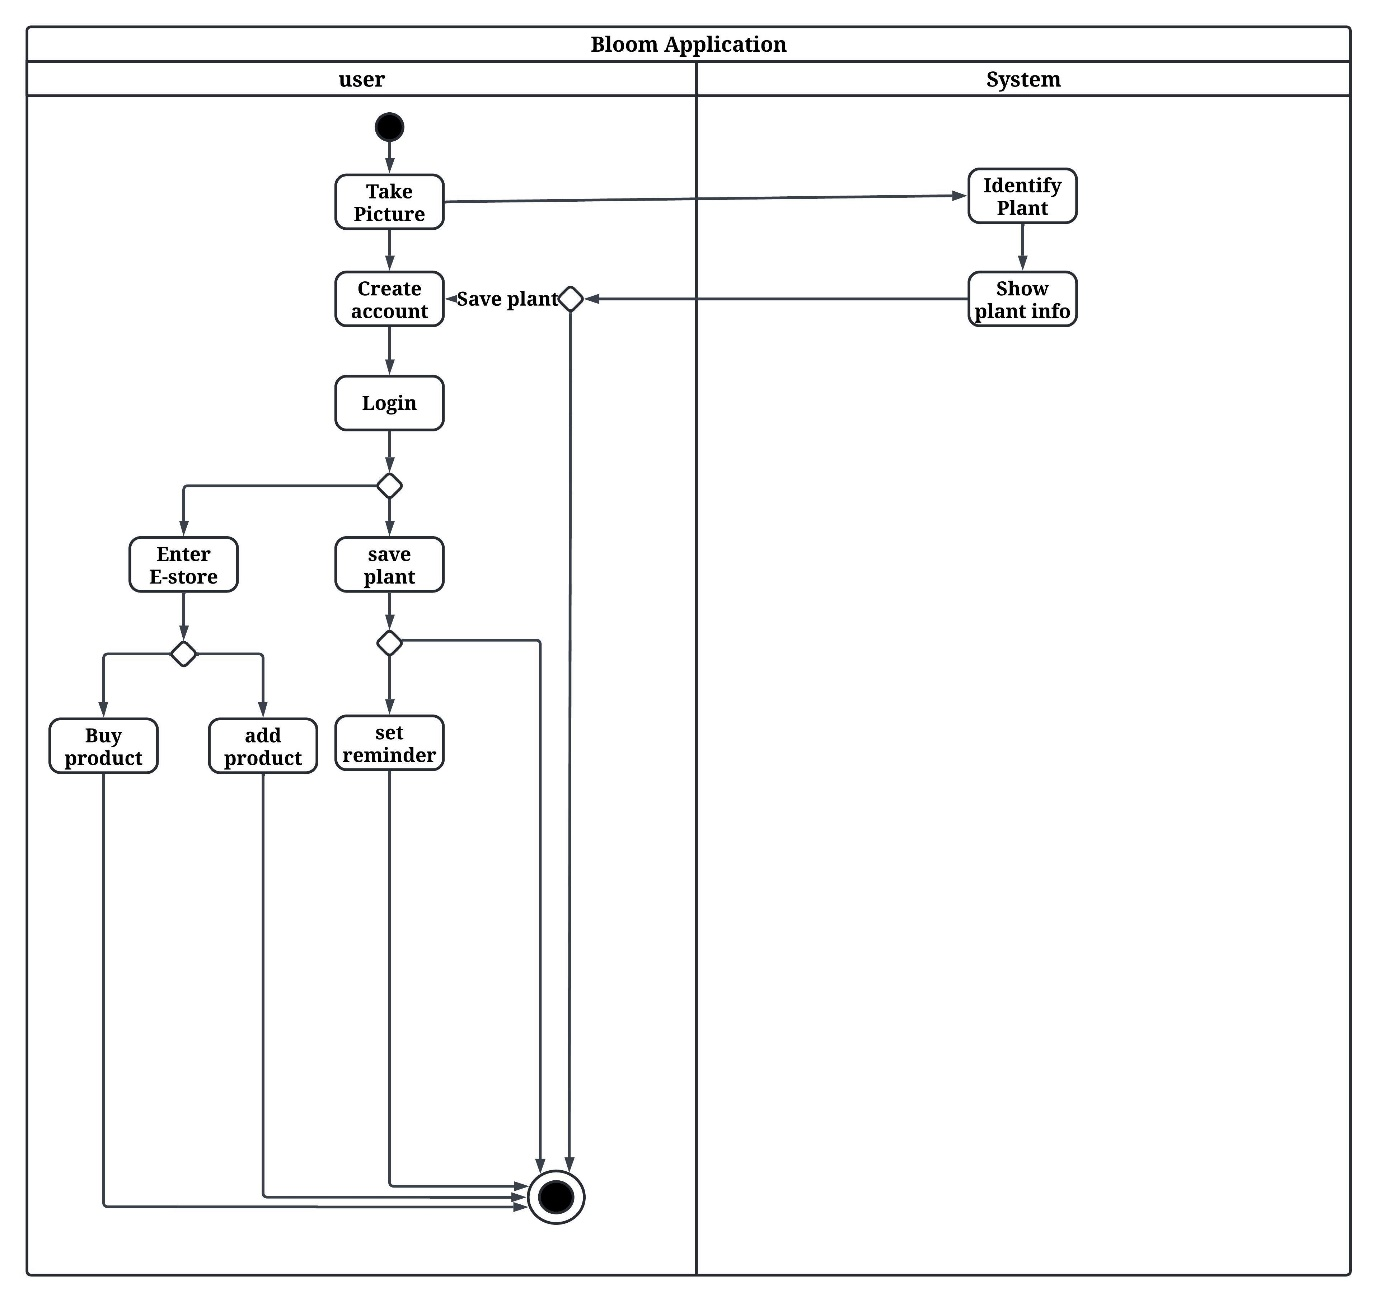 Bloom Application
user
System
Take
Picture
Identify
Plant
Create
account
Save plant
Show
plant info
Login
Enter
E-store
save
plant
Buy
product
add
product
set
reminder